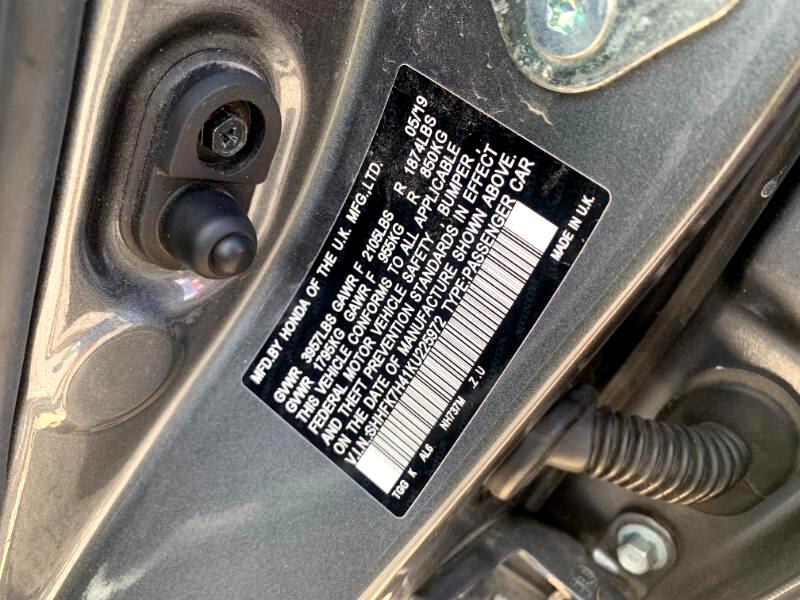 MFD.BY HONDA OF THE U.K. MFG.,LTD. 05/19
GVWR 3957LBS GAWR F 2105LBS R 1874LBS
GVWR 1795KG GAWR F 955KG R 850KG
THIS VEHICLE CONFORMS TO ALL APPLICABLE
FEDERAL MOTOR VEHICLE SAFETY, BUMPER,
AND THEFT PREVENTION STANDARDS IN EFFECT
ON THE DATE OF MANUFACTURE SHOWN ABOVE.
V.I.N.:SHHFK7H41KU225972 TYPE:PASSENGER CAR
TGG K AL6 NH737M Z.U MADE IN U.K.